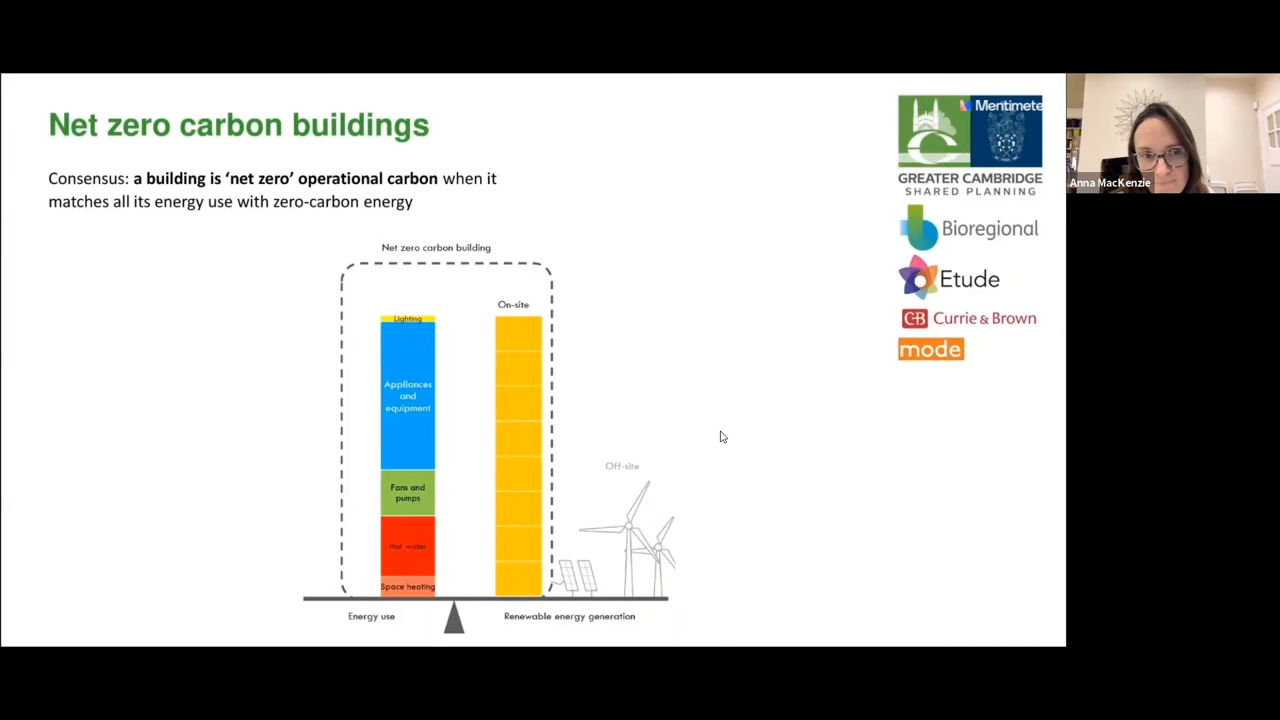 Net zero carbon buildings
Consensus: a building is ‘net zero’ operational carbon when it
matches all its energy use with zero-carbon energy
Net zero carbon building
On-site
Lighting
Appliances
and
equipment
Fans and
pumps
Hot water
Space heating
Off-site
Energy use
Renewable energy generation
Mentimete
GREATER CAMBRIDGE
SHARED PLANNING
Bioregional
Etude
C&B Currie & Brown
mode
Anna MacKenzie